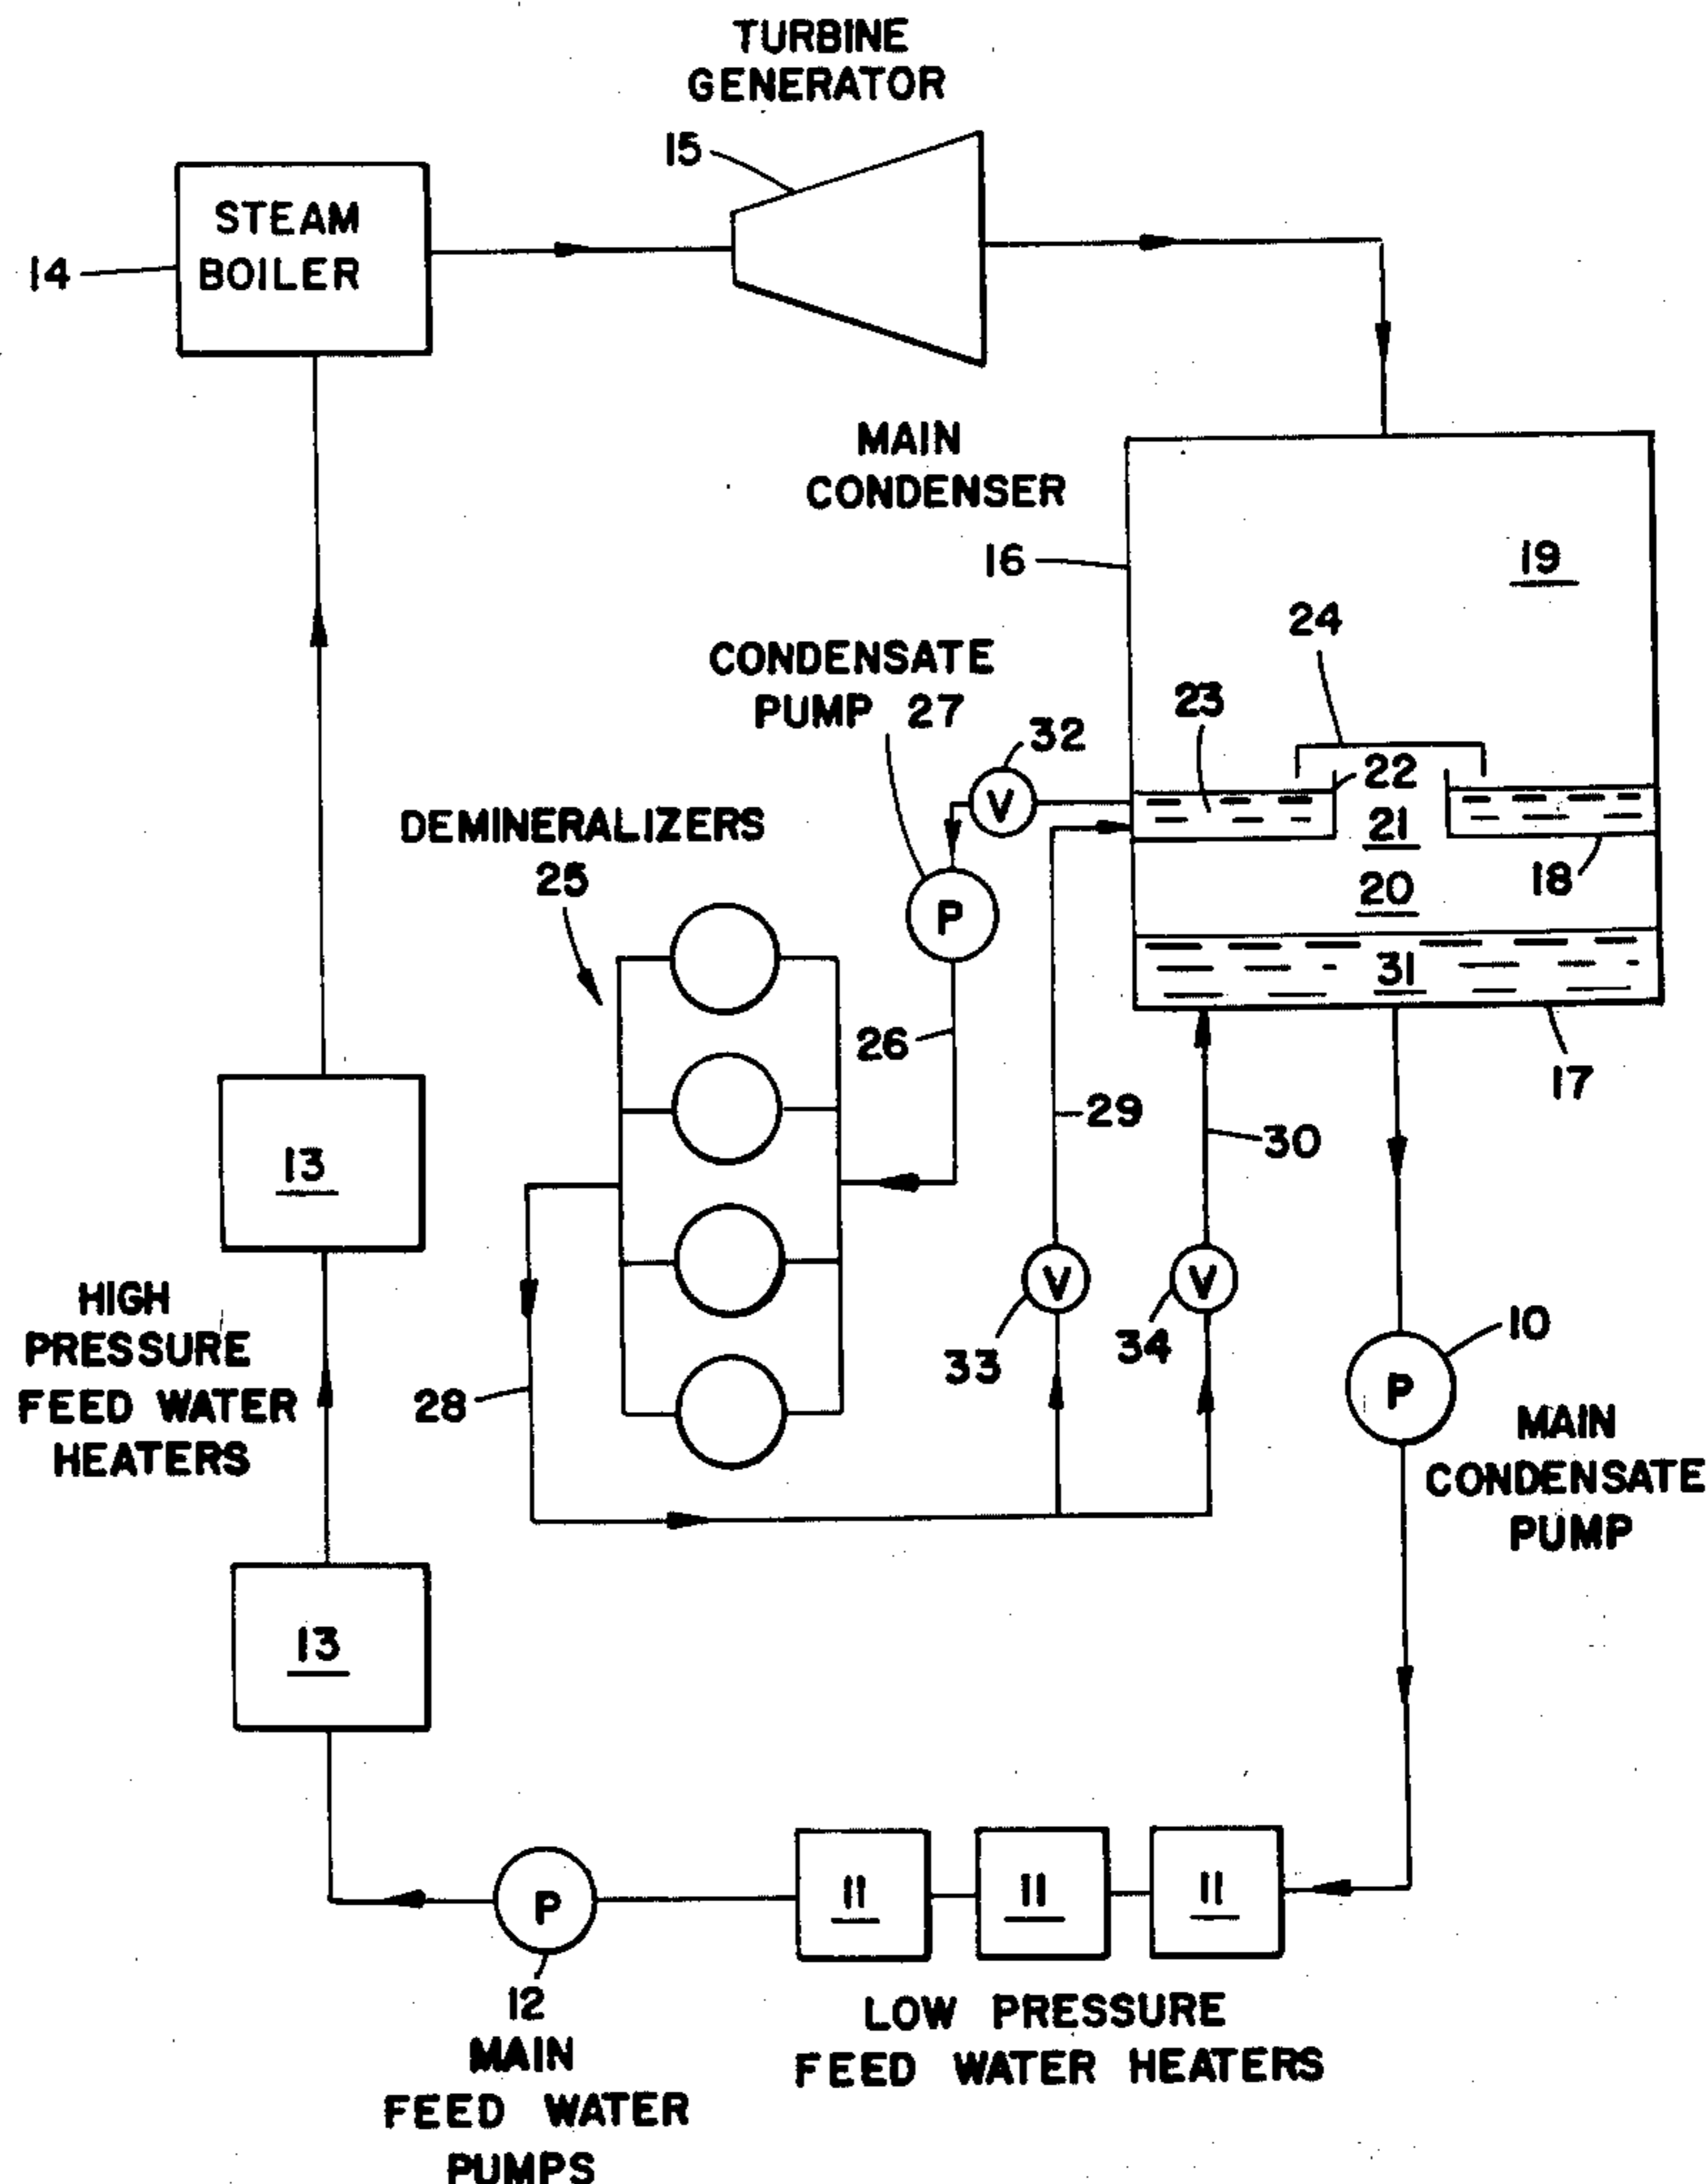 TURBINE
GENERATOR
15
STEAM
BOILER
14
MAIN
CONDENSER
16
19
24
CONDENSATE
PUMP 27
23
32
22
V
21
DEMINERALIZERS
25
18
20
P
31
26
17
29
30
13
V
V
HIGH
PRESSURE
FEED WATER
HEATERS
33
34
10
28
P
MAIN
CONDENSATE
PUMP
13
11
11
11
P
12
MAIN
FEED WATER
PUMPS
LOW PRESSURE
FEED WATER HEATERS